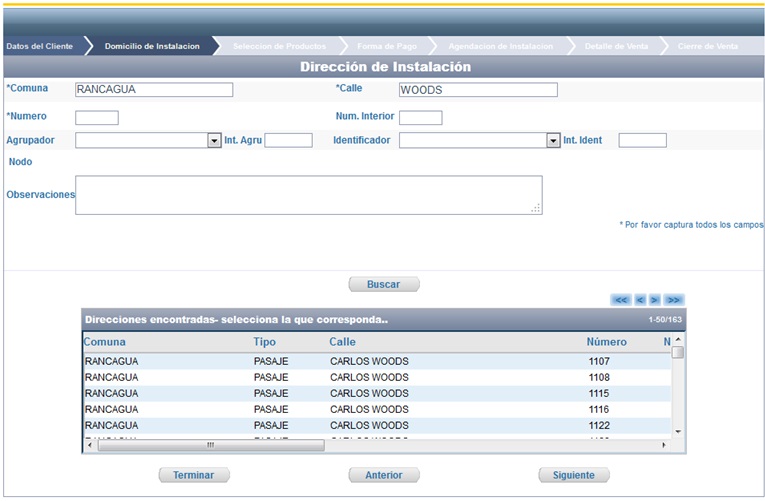 Datos del Cliente Domicilio de Instalacion Seleccion de Productos Forma de Pago Agendacion de Instalacion Detalle de Venta Cierre de Venta
Dirección de Instalación
*Comuna RANCAGUA *Calle WOODS
*Numero Num. Interior
Agrupador Int. Agru Identificador Int. Ident
Nodo
Observaciones
* Por favor captura todos los campos
Buscar
<< < > >>
Direcciones encontradas- selecciona la que corresponda.. 1-50/163
Comuna Tipo Calle Número N
RANCAGUA PASAJE CARLOS WOODS 1107
RANCAGUA PASAJE CARLOS WOODS 1108
RANCAGUA PASAJE CARLOS WOODS 1115
RANCAGUA PASAJE CARLOS WOODS 1116
RANCAGUA PASAJE CARLOS WOODS 1122
Terminar Anterior Siguiente